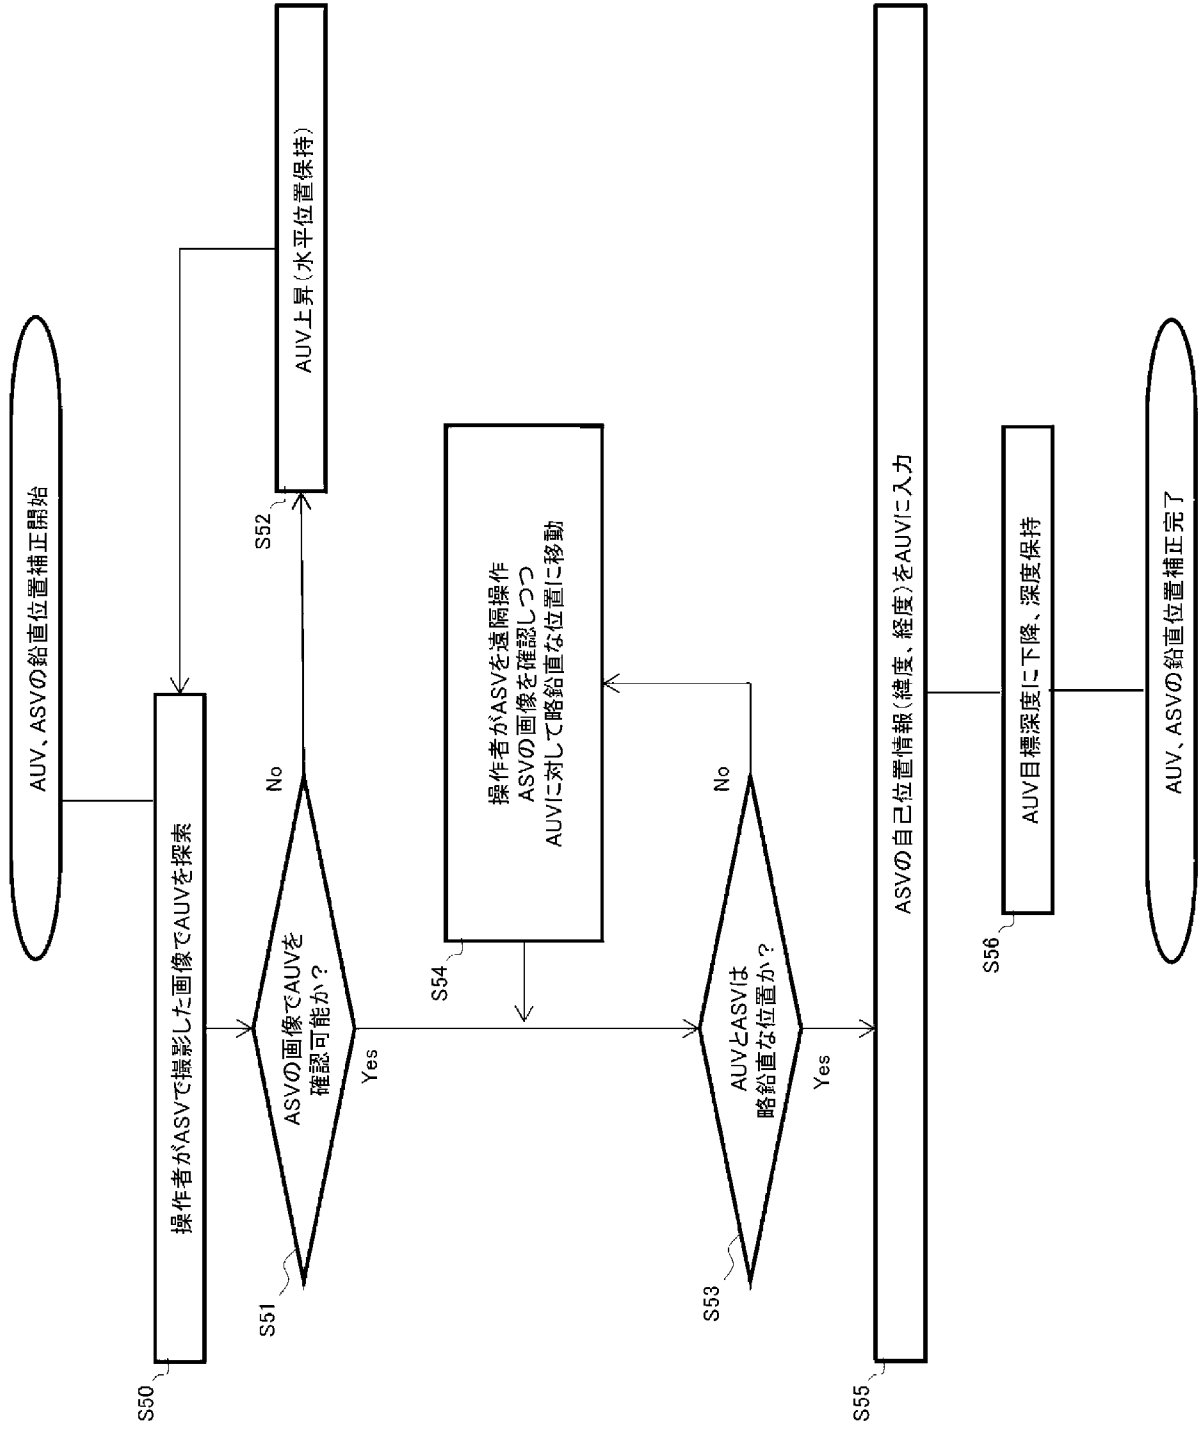 AUV、ASVの鉛直位置補正開始
S50
操作者がASVで撮影した画像でAUVを探索
S51
ASVの画像でAUVを
確認可能か？
No
Yes
S52
AUV上昇（水平位置保持）
S54
操作者がASVを遠隔操作
ASVの画像を確認しつつ
AUVに対して略鉛直な位置に移動
S53
AUVとASVは
略鉛直な位置か？
No
Yes
S55
ASVの自己位置情報（緯度、経度）をAUVに入力
S56
AUV目標深度に下降、深度保持
AUV、ASVの鉛直位置補正完了